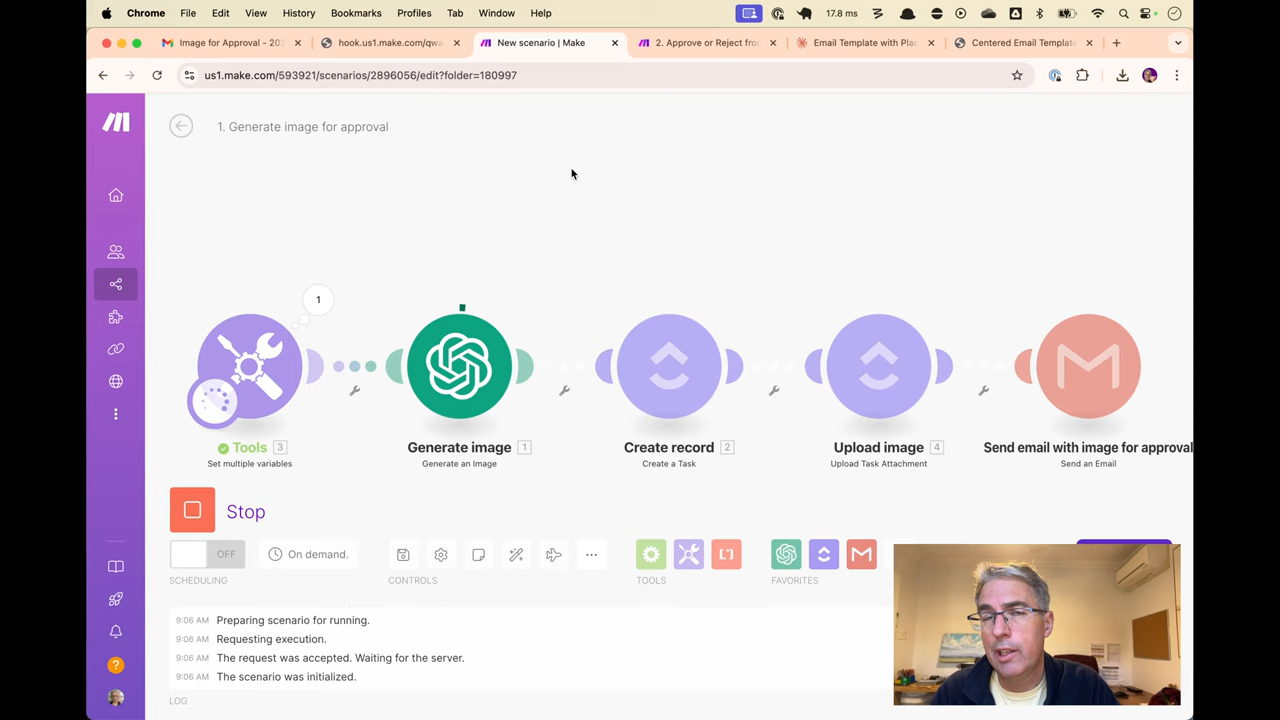 Chrome File Edit View History Bookmarks Profiles Tab Window Help 17.8 ms
Image for Approval - 202 hook.us1.make.com/qwa New scenario | Make 2. Approve or Reject fro Email Template with Plac Centered Email Template
us1.make.com/593921/scenarios/2896056/edit?folder=180997
1. Generate image for approval
1
Tools 3 Generate image 1 Create record 2 Upload image 4 Send email with image for approval
Set multiple variables Generate an Image Create a Task Upload Task Attachment Send an Email
Stop
OFF On demand.
SCHEDULING CONTROLS TOOLS FAVORITES
9:06 AM Preparing scenario for running.
9:06 AM Requesting execution.
9:06 AM The request was accepted. Waiting for the server.
9:06 AM The scenario was initialized.
LOG